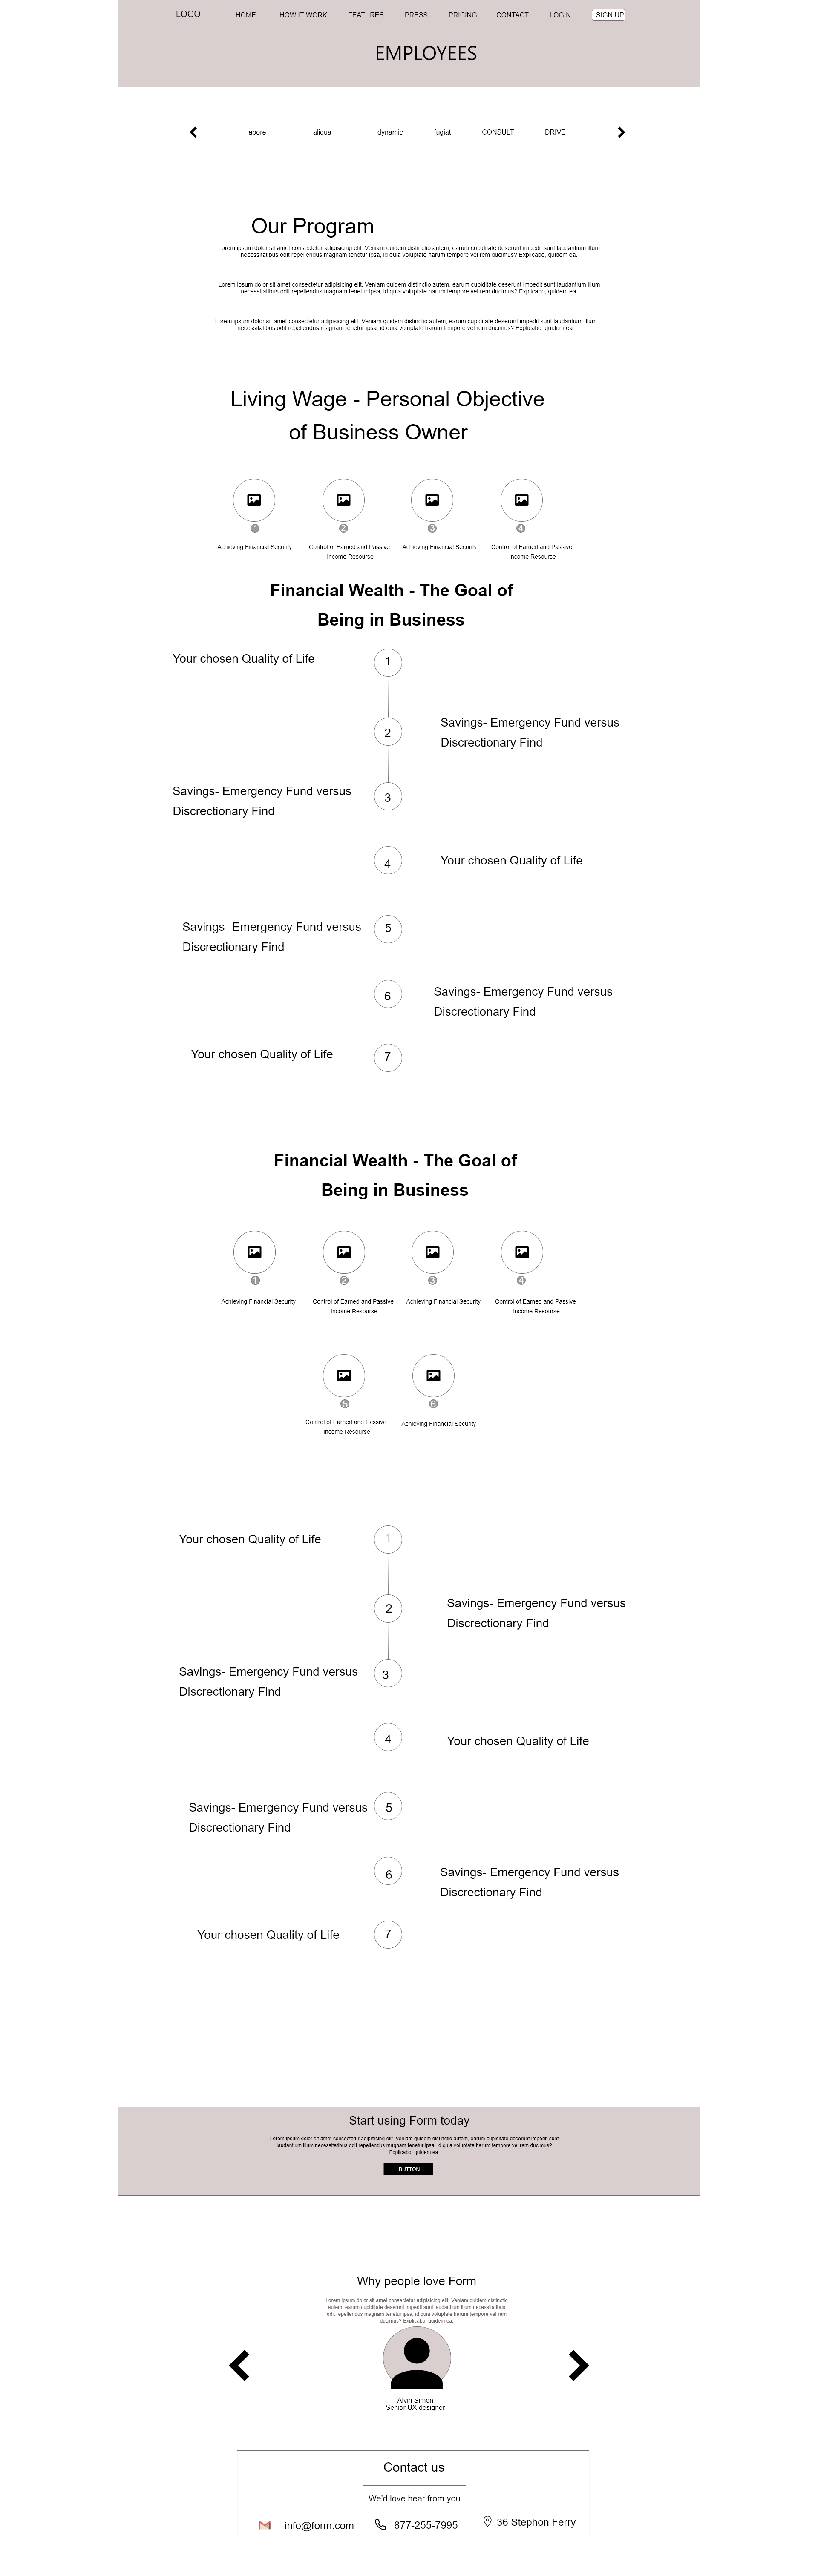 LOGO HOME HOW IT WORK FEATURES PRESS PRICING CONTACT LOGIN SIGN UP
EMPLOYEES
labore aliqua dynamic fugiat CONSULT DRIVE
Our Program
Lorem ipsum dolor sit amet consectetur adipisicing elit. Veniam quidem distinctio autem, earum cupiditate deserunt impedit sunt laudantium illum
necessitatibus odit repellendus magnam tenetur ipsa, id quia voluptate harum tempore vel rem ducimus? Explicabo, quidem ea.
Lorem ipsum dolor sit amet consectetur adipisicing elit. Veniam quidem distinctio autem, earum cupiditate deserunt impedit sunt laudantium illum
necessitatibus odit repellendus magnam tenetur ipsa, id quia voluptate harum tempore vel rem ducimus? Explicabo, quidem ea.
Lorem ipsum dolor sit amet consectetur adipisicing elit. Veniam quidem distinctio autem, earum cupiditate deserunt impedit sunt laudantium illum
necessitatibus odit repellendus magnam tenetur ipsa, id quia voluptate harum tempore vel rem ducimus? Explicabo, quidem ea.
Living Wage - Personal Objective
of Business Owner
1 2 3 4
Achieving Financial Security Control of Earned and Passive Achieving Financial Security Control of Earned and Passive
Income Resourse Income Resourse
Financial Wealth - The Goal of
Being in Business
Your chosen Quality of Life 1
2 Savings- Emergency Fund versus
Discrectionary Find
Savings- Emergency Fund versus 3
Discrectionary Find
4 Your chosen Quality of Life
Savings- Emergency Fund versus 5
Discrectionary Find
6 Savings- Emergency Fund versus
Discrectionary Find
Your chosen Quality of Life 7
Financial Wealth - The Goal of
Being in Business
1 2 3 4
Achieving Financial Security Control of Earned and Passive Achieving Financial Security Control of Earned and Passive
Income Resourse Income Resourse
5 6
Control of Earned and Passive Achieving Financial Security
Income Resourse
Your chosen Quality of Life 1
2 Savings- Emergency Fund versus
Discrectionary Find
Savings- Emergency Fund versus 3
Discrectionary Find
4 Your chosen Quality of Life
Savings- Emergency Fund versus 5
Discrectionary Find
6 Savings- Emergency Fund versus
Discrectionary Find
Your chosen Quality of Life 7
Start using Form today
Lorem ipsum dolor sit amet consectetur adipisicing elit. Veniam quidem distinctio autem, earum cupiditate deserunt impedit sunt
laudantium illum necessitatibus odit repellendus magnam tenetur ipsa, id quia voluptate harum tempore vel rem ducimus?
Explicabo, quidem ea.
BUTTON
Why people love Form
Lorem ipsum dolor sit amet consectetur adipisicing elit. Veniam quidem distinctio
autem, earum cupiditate deserunt impedit sunt laudantium illum necessitatibus
odit repellendus magnam tenetur ipsa, id quia voluptate harum tempore vel rem
ducimus? Explicabo, quidem ea.
Alvin Simon
Senior UX designer
Contact us
We'd love hear from you
info@form.com 877-255-7995 36 Stephon Ferry